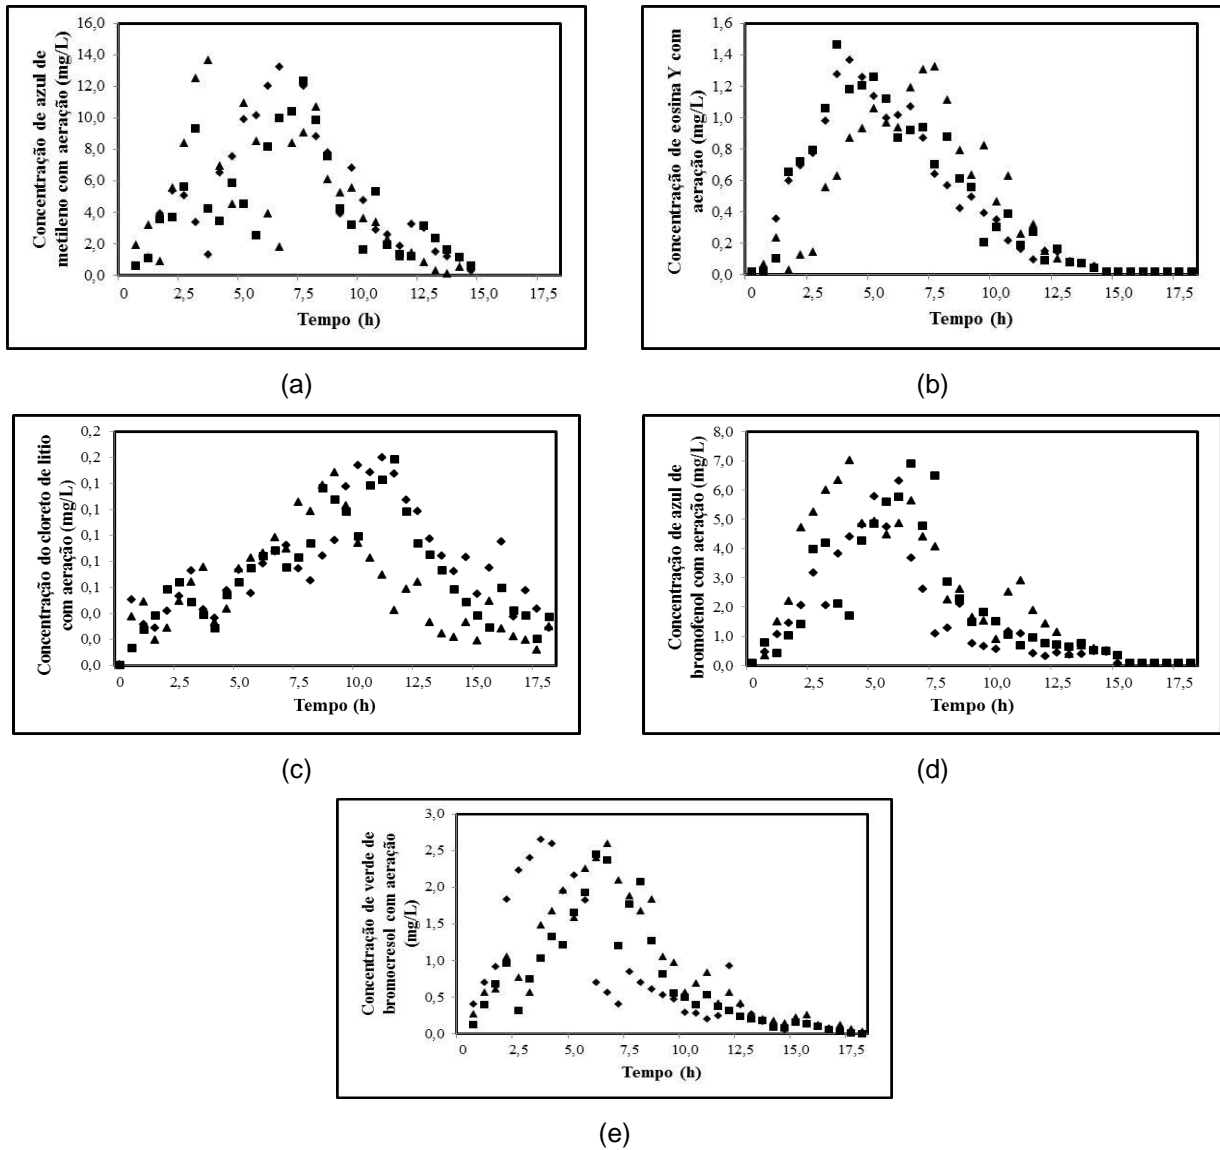 Concentração de azul de
metileno com aeração (mg/L)
16,0
14,0
12,0
10,0
8,0
6,0
4,0
2,0
0,0
0 2,5 5,0 7,5 10,0 12,5 15,0 17,5
Tempo (h)
(a)
Concentração de eosina Y com
aeração (mg/L)
1,6
1,4
1,2
1,0
0,8
0,6
0,4
0,2
0,0
0 2,5 5,0 7,5 10,0 12,5 15,0 17,5
Tempo (h)
(b)
Concentração do cloreto de lítio
com aeração (mg/L)
0,2
0,2
0,1
0,1
0,1
0,1
0,1
0,0
0,0
0,0
0 2,5 5,0 7,5 10,0 12,5 15,0 17,5
Tempo (h)
(c)
Concentração de azul de
bromofenol com aeração (mg/L)
8,0
7,0
6,0
5,0
4,0
3,0
2,0
1,0
0,0
0 2,5 5,0 7,5 10,0 12,5 15,0 17,5
Tempo (h)
(d)
Concentração de verde de
bromocresol com aeração
(mg/L)
3,0
2,5
2,0
1,5
1,0
0,5
0,0
0 2,5 5,0 7,5 10,0 12,5 15,0 17,5
Tempo (h)
(e)